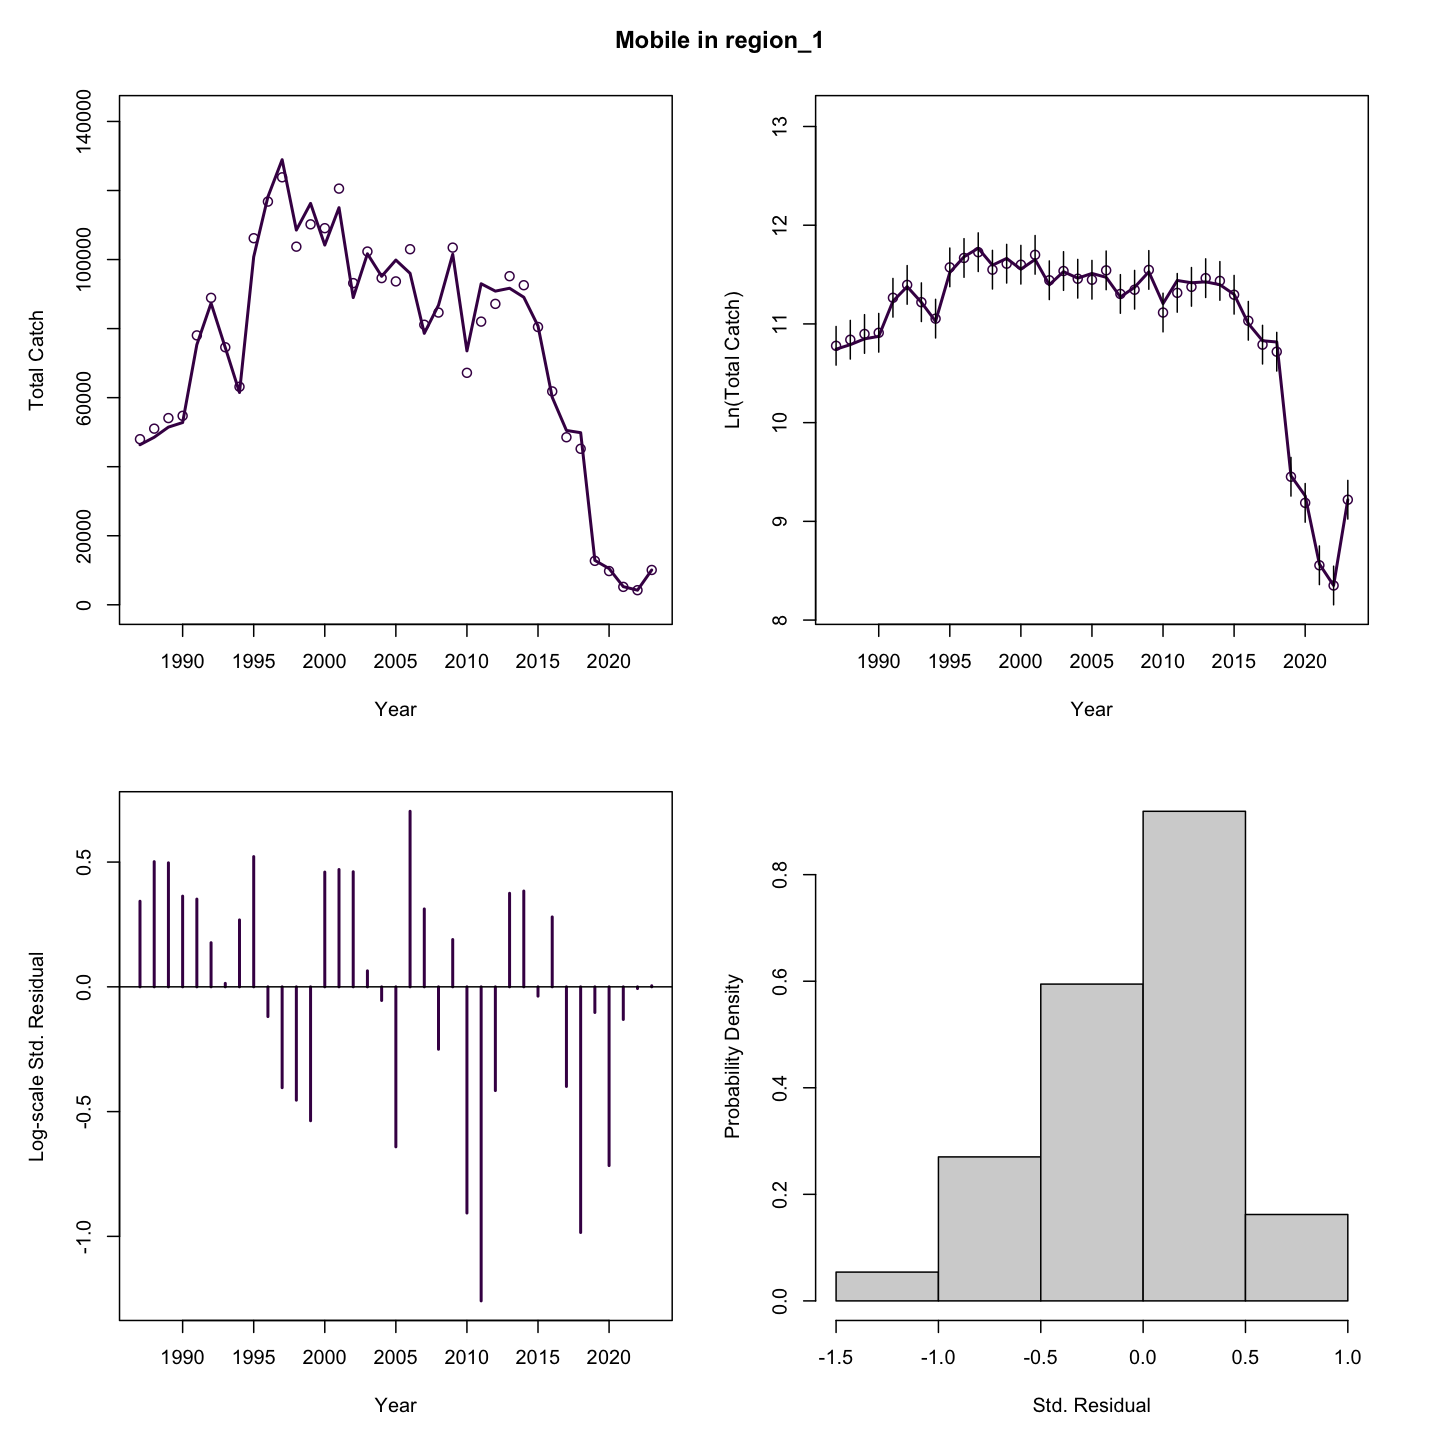 Mobile in region_1
Total Catch
140000
100000
60000
20000
0
1990 1995 2000 2005 2010 2015 2020
Year
Ln(Total Catch)
13
12
11
10
9
8
1990 1995 2000 2005 2010 2015 2020
Year
Log-scale Std. Residual
0.5
0.0
-0.5
-1.0
1990 1995 2000 2005 2010 2015 2020
Year
Probability Density
0.8
0.6
0.4
0.2
0.0
-1.5 -1.0 -0.5 0.0 0.5 1.0
Std. Residual